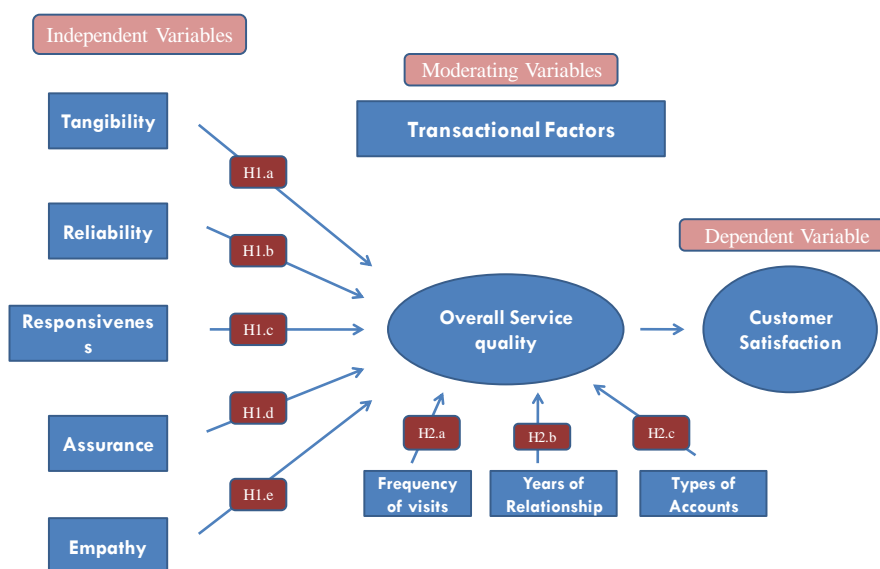 Independent Variables
Moderating Variables
Tangibility
Transactional Factors
H1.a
Reliability
H1.b
Dependent Variable
Responsivenes
s
H1.c
Overall Service
quality
Customer
Satisfaction
Assurance
H1.d
H2.a
H2.b
H2.c
H1.e
Frequency
of visits
Years of
Relationship
Types of
Accounts
Empathy